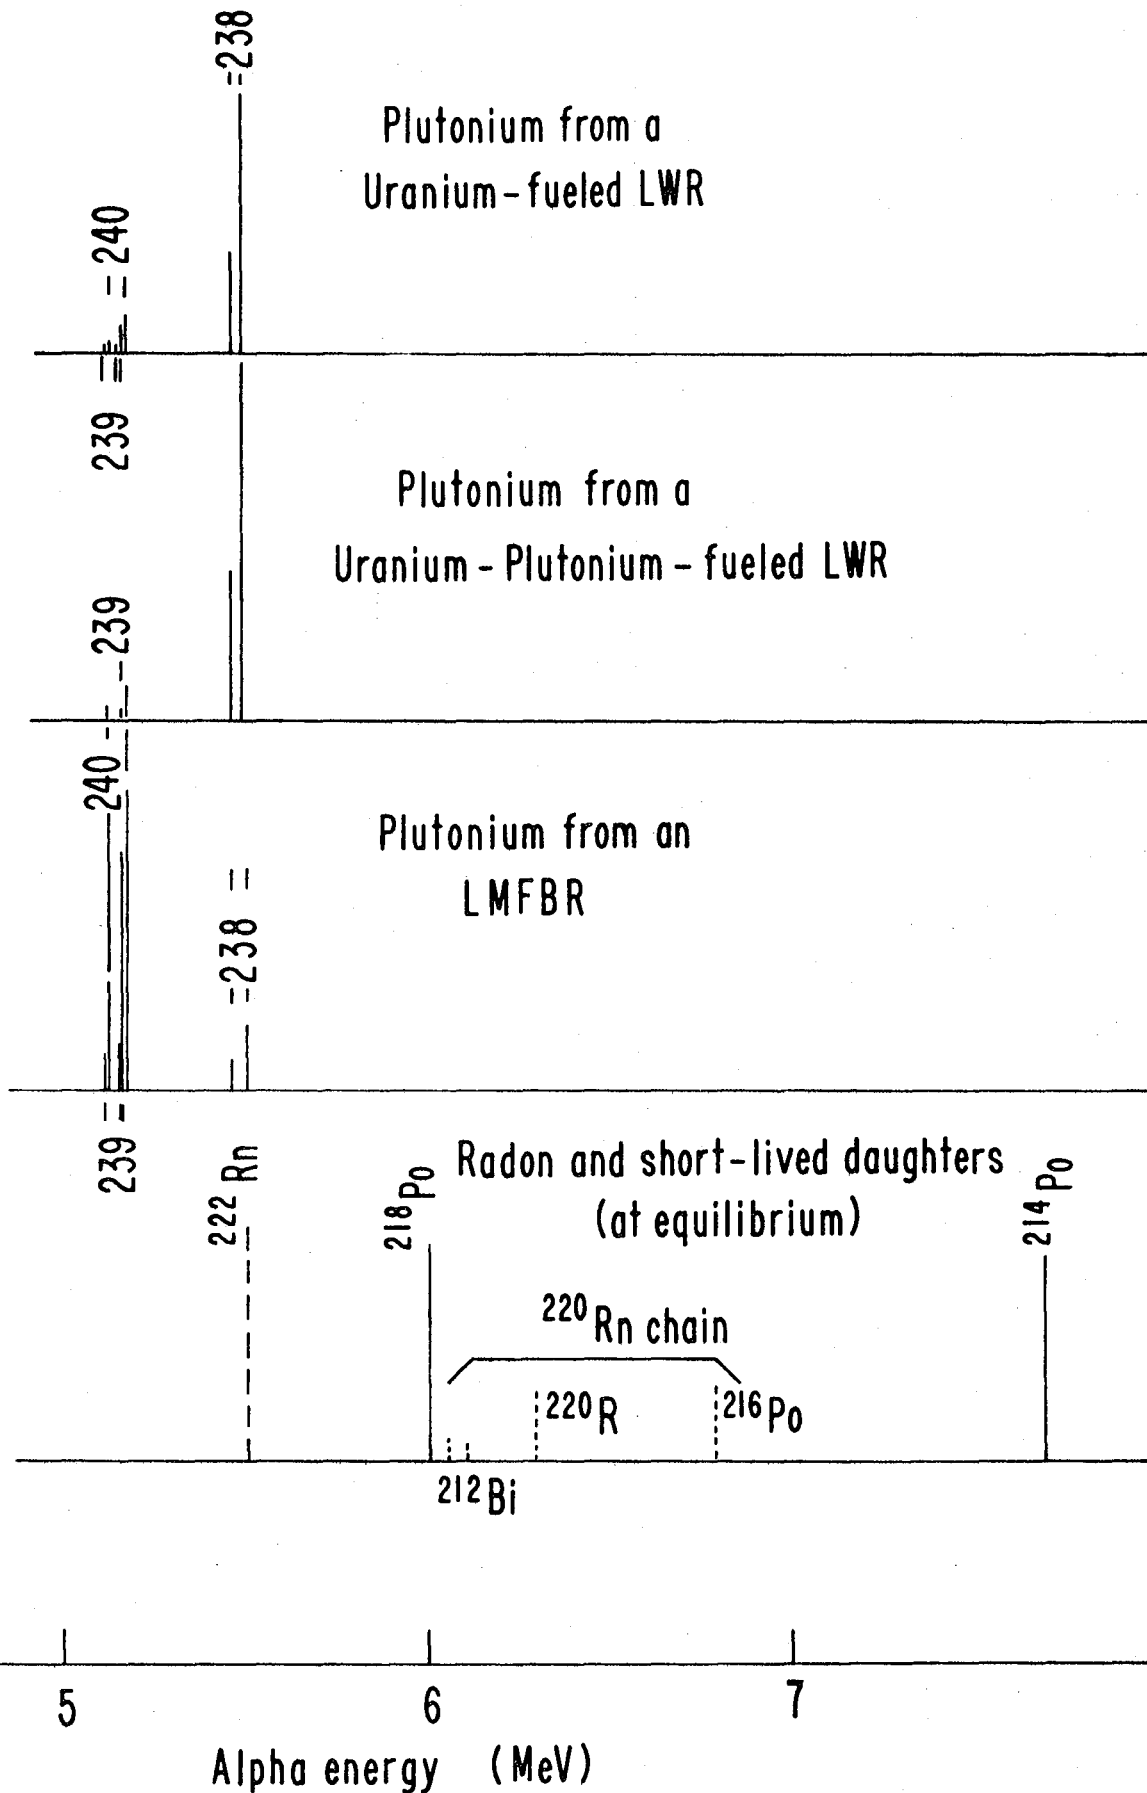 =238
Plutonium from a
Uranium-fueled LWR
=240
239 =
Plutonium from a
Uranium-Plutonium-fueled LWR
-239
240 -
Plutonium from an
LMFBR
=238 =
239 =
Radon and short-lived daughters
(at equilibrium)
222Rn
218Po
214Po
220Rn chain
220R
216Po
212Bi
5
6
7
Alpha energy (MeV)